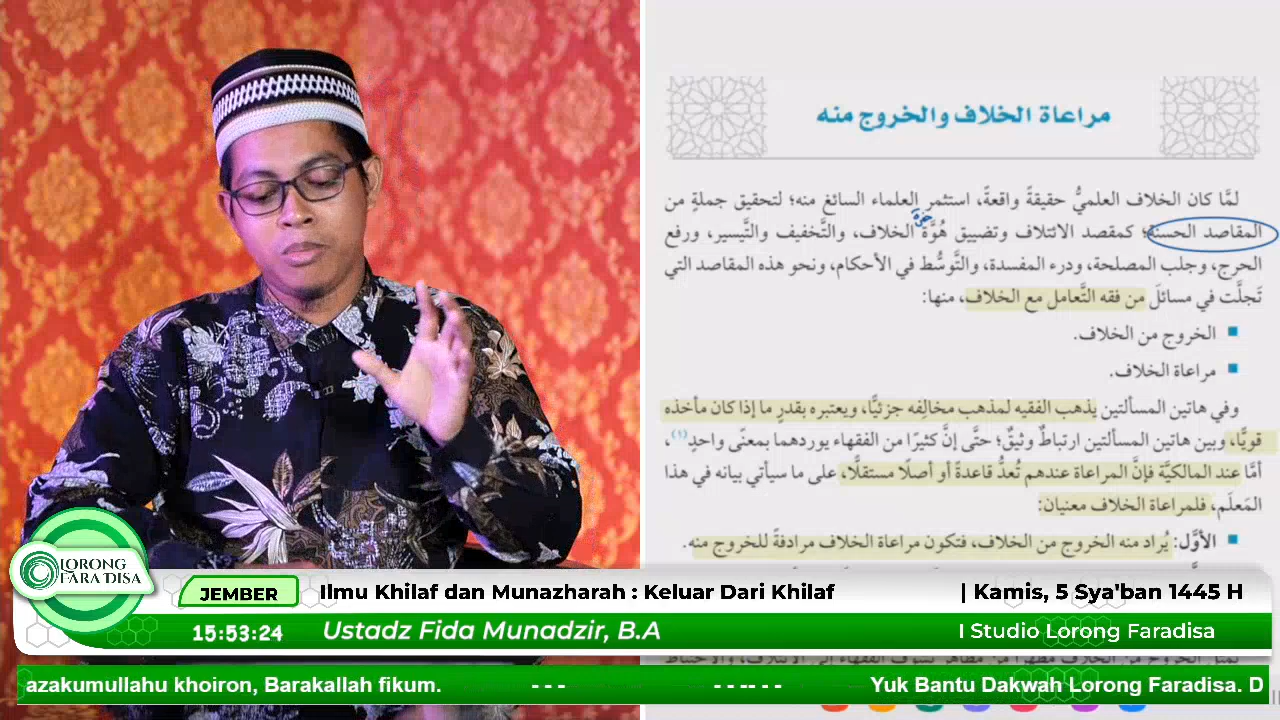 مراعاة الخلاف والخروج منه
لمَّا كان الخلاف العلميُّ حقيقةً واقعةً، استثمر العلماء السائغ منه؛ لتحقيق جملةٍ من
المقاصد الحسنة؛ كمقصد الائتلاف وتضييق هُوَّة الخلاف، والتَّخفيف والتَّيسير، ورفع
الحرج، وجلب المصلحة، ودرء المفسدة، والتَّوسُّط في الأحكام، ونحو هذه المقاصد التي
تَجلَّت في مسائلَ من فقه التَّعامل مع الخلاف، منها:
■ الخروج من الخلاف.
■ مراعاة الخلاف.
وفي هاتين المسألتين يذهب الفقيه لمذهب مخالِفه جزئيًّا، ويعتبره بقدرِ ما إذا كان مأخذه
قويًّا، وبين هاتين المسألتين ارتباطٌ وثيقٌ؛ حتَّى إنَّ كثيرًا من الفقهاء يوردهما بمعنًى واحدٍ(١)،
أمَّا عند المالكيَّة فإنَّ المراعاة عندهم تُعدُّ قاعدةً أو أصلًا مستقلًّا، على ما سيأتي بيانه في هذا
المَعلَم، فلمراعاة الخلاف معنيان:
■ الأوَّل: يُراد منه الخروج من الخلاف، فتكون مراعاة الخلاف مرادفةً للخروج منه.
LORONG
FARADISA
JEMBER
Ilmu Khilaf dan Munazharah : Keluar Dari Khilaf
| Kamis, 5 Sya'ban 1445 H
15:53:24
Ustadz Fida Munadzir, B.A
I Studio Lorong Faradisa
azakumullahu khoiron, Barakallah fikum. - - - - - -- - - Yuk Bantu Dakwah Lorong Faradisa. D